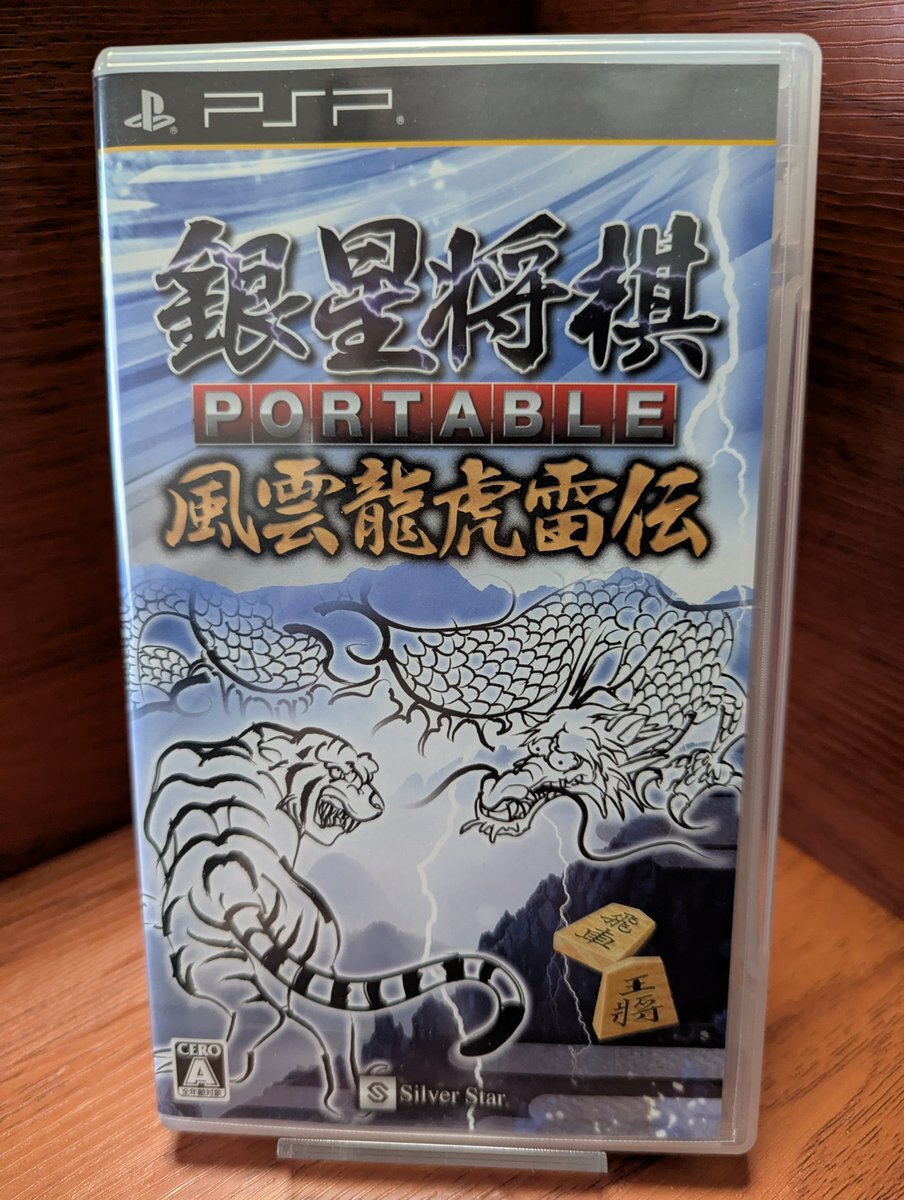 PSP®
銀星将棋
PORTABLE
風雲龍虎雷伝
飛車
王将
CERO
A
全年齢対象
Silver Star